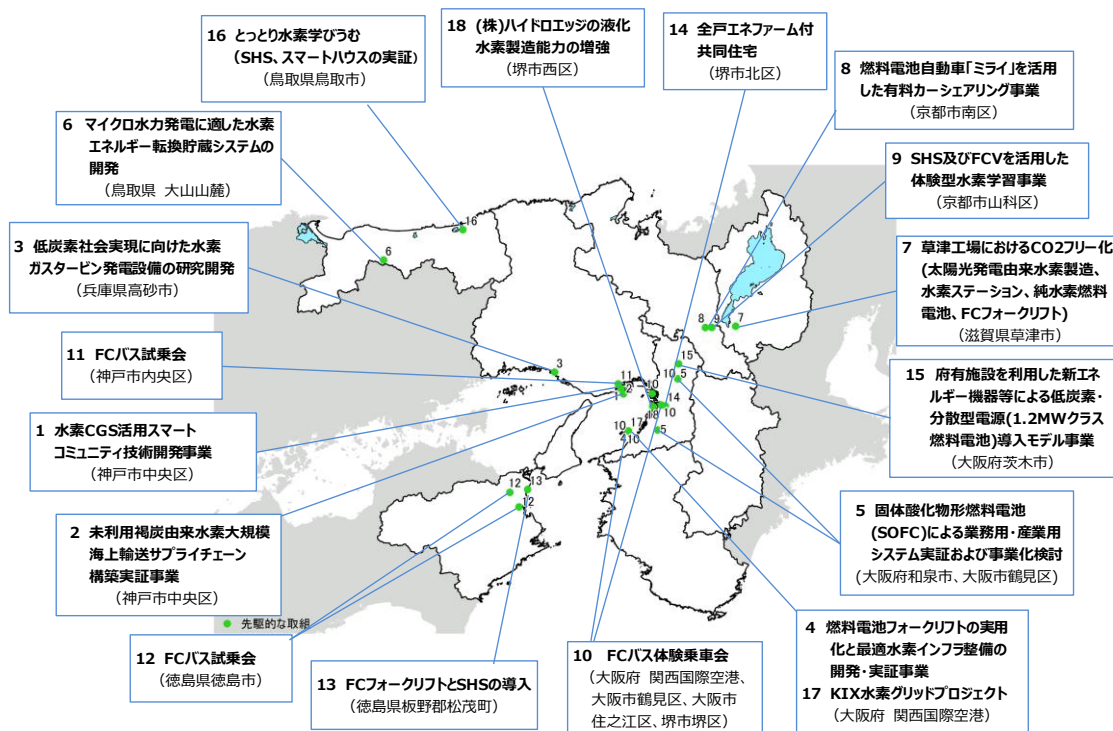 16 とっとり水素学びうむ
(SHS、スマートハウスの実証)
(鳥取県鳥取市)
18 (株)ハイドロエッジの液化
水素製造能力の増強
(堺市西区)
14 全戸エネファーム付
共同住宅
(堺市北区)
8 燃料電池自動車「ミライ」を活用
した有料カーシェアリング事業
(京都市南区)
6 マイクロ水力発電に適した水素
エネルギー転換貯蔵システムの
開発
(鳥取県 大山山麓)
9 SHS及びFCVを活用した
体験型水素学習事業
(京都市山科区)
3 低炭素社会実現に向けた水素
ガスタービン発電設備の研究開発
(兵庫県高砂市)
7 草津工場におけるCO2フリー化
(太陽光発電由来水素製造、
水素ステーション、純水素燃料
電池、FCフォークリフト)
(滋賀県草津市)
11 FCバス試乗会
(神戸市内央区)
15 府有施設を利用した新エネ
ルギー機器等による低炭素・
分散型電源(1.2MWクラス
燃料電池)導入モデル事業
(大阪府茨木市)
1 水素CGS活用スマート
コミュニティ技術開発事業
(神戸市中央区)
2 未利用褐炭由来水素大規模
海上輸送サプライチェーン
構築実証事業
(神戸市中央区)
5 固体酸化物形燃料電池
(SOFC)による業務用・産業用
システム実証および事業化検討
(大阪府和泉市、大阪市鶴見区)
12 FCバス試乗会
(徳島県徳島市)
13 FCフォークリフトとSHSの導入
(徳島県板野郡松茂町)
10 FCバス体験乗車会
(大阪府 関西国際空港、
大阪市鶴見区、大阪市
住之江区、堺市堺区)
4 燃料電池フォークリフトの実用
化と最適水素インフラ整備の
開発・実証事業
17 KIX水素グリッドプロジェクト
(大阪府 関西国際空港)
16
6
8 9 7
3
15
11
2
1
10
10 5
14
18
10
10 17
4
10
5
12 13
12
先駆的な取組